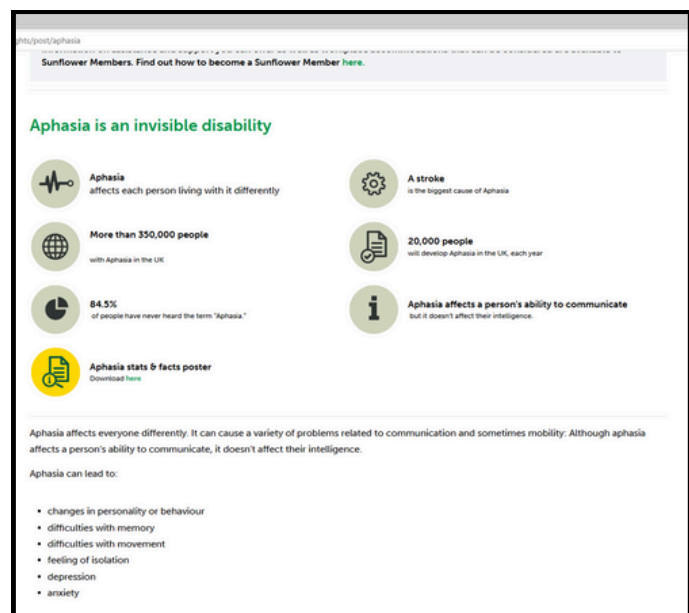 ghts/post/aphasia
Sunflower Members. Find out how to become a Sunflower Member here.
Aphasia is an invisible disability
Aphasia
affects each person living with it differently
A stroke
is the biggest cause of Aphasia
More than 350,000 people
with Aphasia in the UK
20,000 people
will develop Aphasia in the UK, each year
84.5%
of people have never heard the term "Aphasia."
Aphasia affects a person's ability to communicate
but it doesn't affect their intelligence.
Aphasia stats & facts poster
Download here
Aphasia affects everyone differently. It can cause a variety of problems related to communication and sometimes mobility: Although aphasia
affects a person's ability to communicate, it doesn't affect their intelligence.
Aphasia can lead to:
• changes in personality or behaviour
• difficulties with memory
• difficulties with movement
• feeling of isolation
• depression
• anxiety